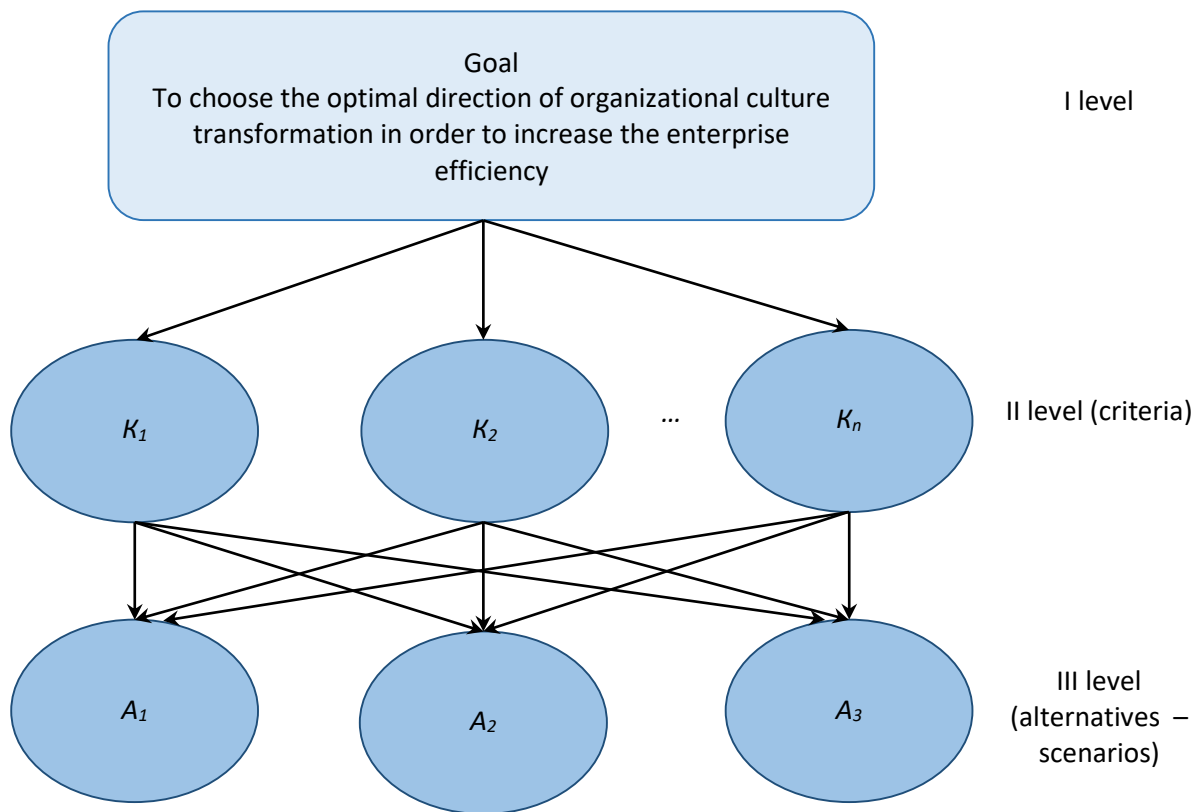 Goal
To choose the optimal direction of organizational culture
transformation in order to increase the enterprise
efficiency
I level
K₁
K₂
...
Kₙ
II level (criteria)
A₁
A₂
A₃
III level
(alternatives –
scenarios)